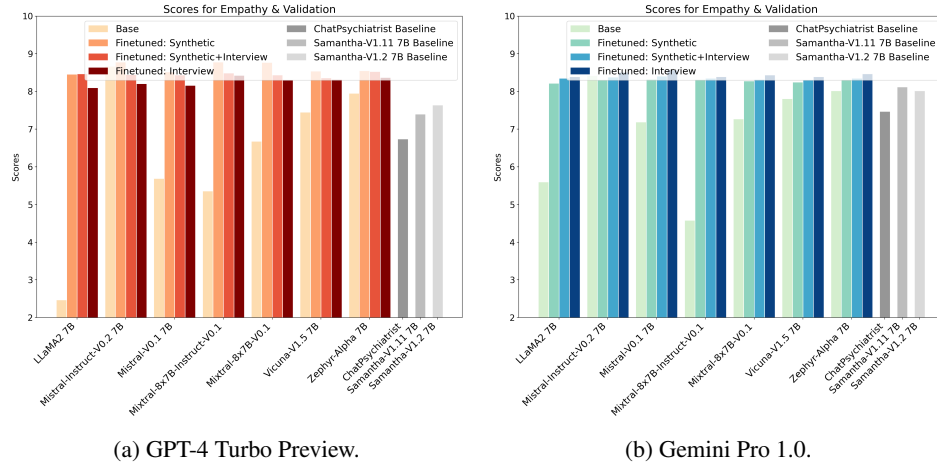 Scores for Empathy & Validation
10
9
8
7
6
5
4
3
2
Scores
Base
Finetuned: Synthetic
Finetuned: Synthetic+Interview
Finetuned: Interview
ChatPsychiatrist Baseline
Samantha-V1.11 7B Baseline
Samantha-V1.2 7B Baseline
LLaMA2 7B
Mistral-Instruct-V0.2 7B
Mistral-V0.1 7B
Mixtral-8x7B-Instruct-V0.1
Mixtral-8x7B-V0.1
Vicuna-V1.5 7B
Zephyr-Alpha 7B
ChatPsychiatrist
Samantha-V1.11 7B
Samantha-V1.2 7B
(a) GPT-4 Turbo Preview.
Scores for Empathy & Validation
10
9
8
7
6
5
4
3
2
Scores
Base
Finetuned: Synthetic
Finetuned: Synthetic+Interview
Finetuned: Interview
ChatPsychiatrist Baseline
Samantha-V1.11 7B Baseline
Samantha-V1.2 7B Baseline
LLaMA2 7B
Mistral-Instruct-V0.2 7B
Mistral-V0.1 7B
Mixtral-8x7B-Instruct-V0.1
Mixtral-8x7B-V0.1
Vicuna-V1.5 7B
Zephyr-Alpha 7B
ChatPsychiatrist
Samantha-V1.11 7B
Samantha-V1.2 7B
(b) Gemini Pro 1.0.